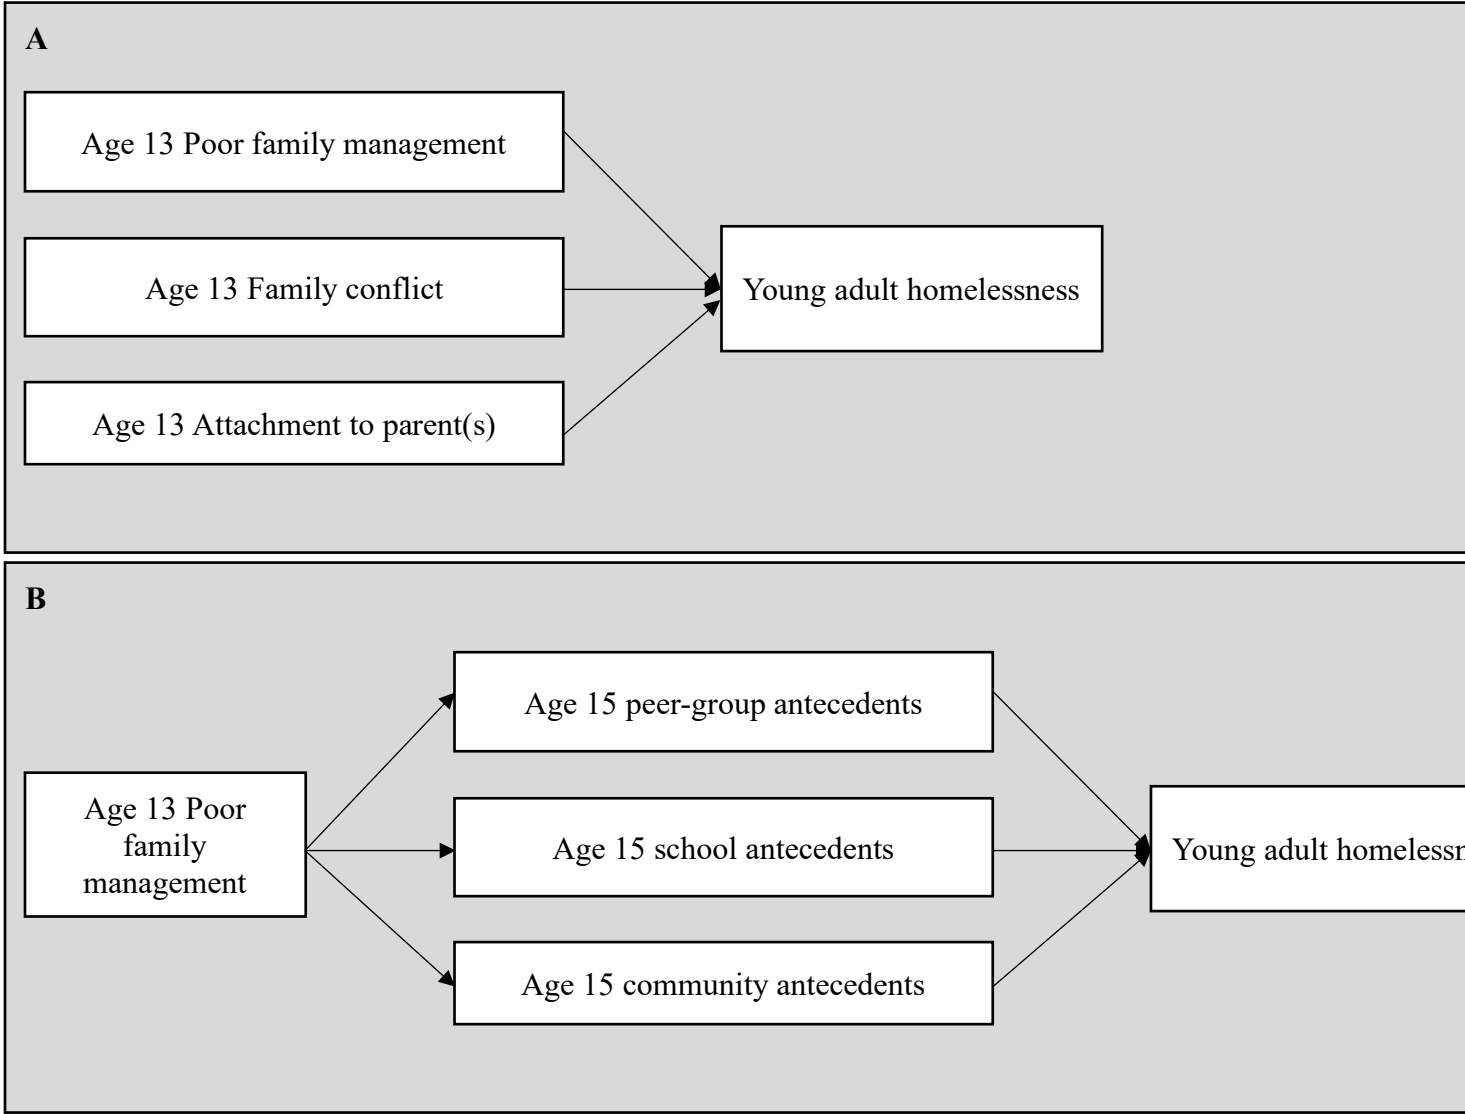 A
Age 13 Poor family management
Age 13 Family conflict
Young adult homelessness
Age 13 Attachment to parent(s)
B
Age 15 peer-group antecedents
Age 13 Poor
family
management
Age 15 school antecedents
Young adult
Age 15 community antecedents